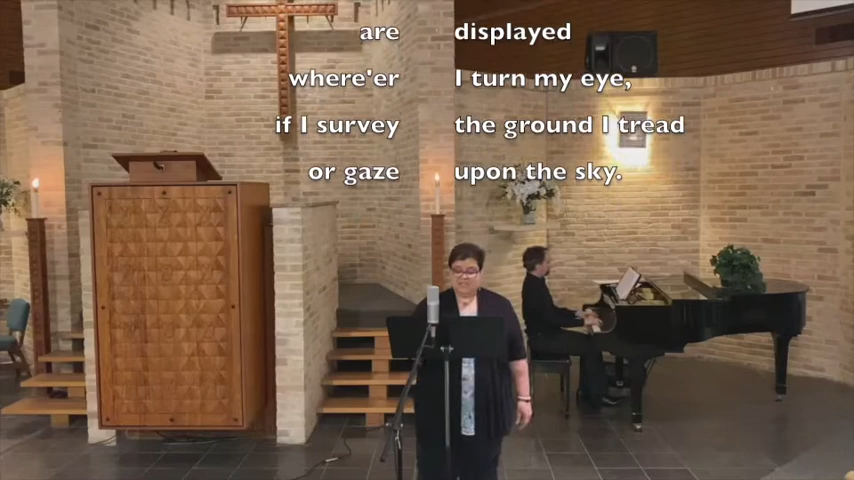 are displayed
where'er I turn my eye,
if I survey the ground I tread
or gaze upon the sky.